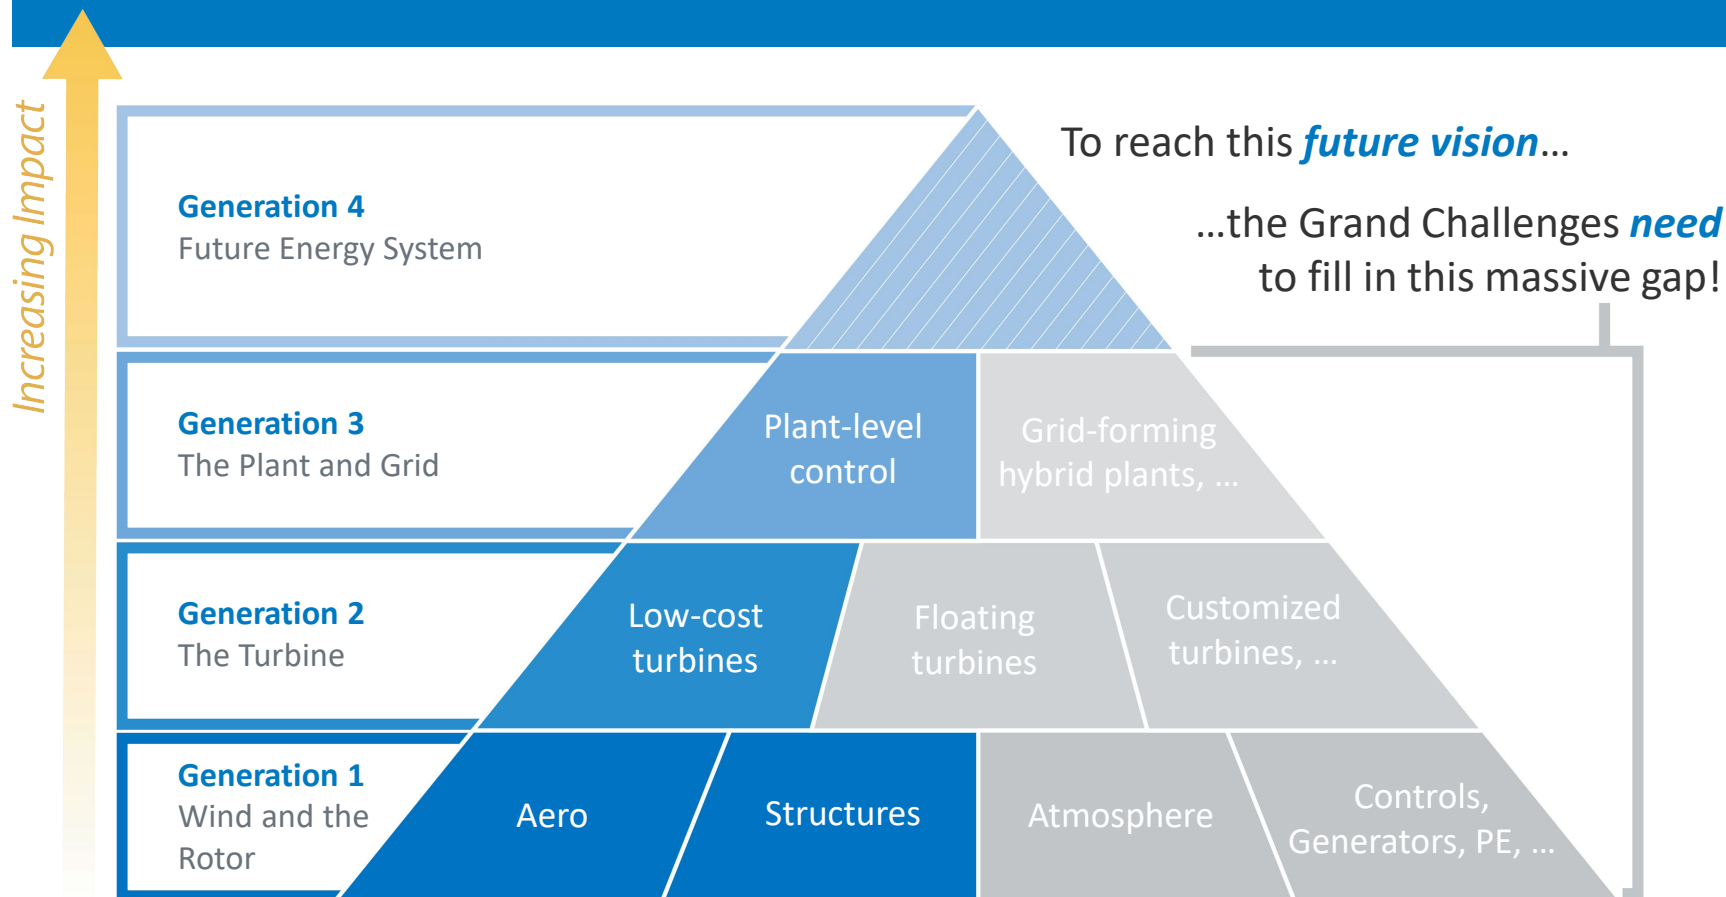 Increasing Impact
To reach this future vision...
...the Grand Challenges need
to fill in this massive gap!
Generation 4
Future Energy System
Generation 3
The Plant and Grid
Plant-level
control
Grid-forming
hybrid plants, ...
Generation 2
The Turbine
Low-cost
turbines
Floating
turbines
Customized
turbines, ...
Generation 1
Wind and the
Rotor
Aero
Structures
Atmosphere
Controls,
Generators, PE, ...